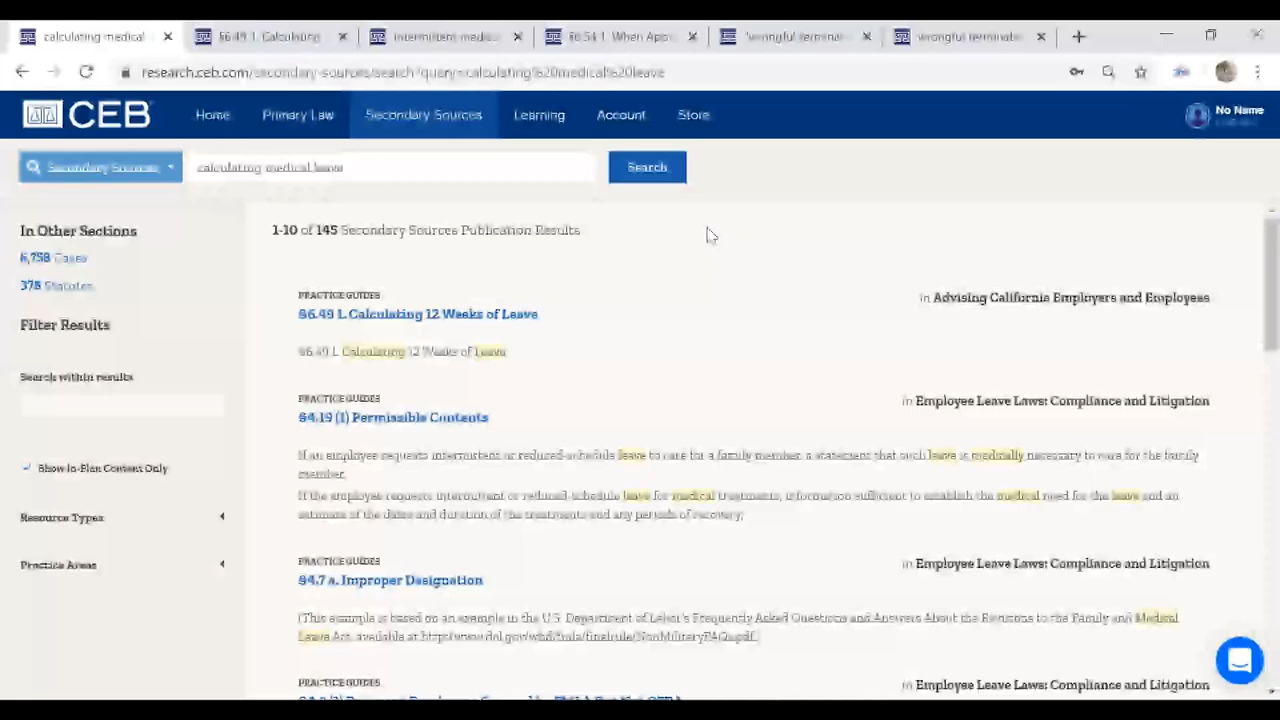 calculating medical
§6.49 1. Calculating
intermittent medica
§6.54 1. When App
"wrongful terminat
wrongful terminate
research.ceb.com/secondary-sources/search?query=calculating%20medical%20leave
CEB
Home
Primary Law
Secondary Sources
Learning
Account
Store
No Name
Secondary Sources
calculating medical leave
Search
In Other Sections
6,758 Cases
378 Statutes
Filter Results
Search within results
Show In-Plan Content Only
Resource Types
Practice Areas
1-10 of 145 Secondary Sources Publication Results
PRACTICE GUIDES
in Advising California Employers and Employees
§6.49 1. Calculating 12 Weeks of Leave
§6.49 1. Calculating 12 Weeks of Leave
PRACTICE GUIDES
in Employee Leave Laws: Compliance and Litigation
§4.19 (1) Permissible Contents
If an employee requests intermittent or reduced-schedule leave to care for a family member, a statement that such leave is medically necessary to care for the family
member.
If the employee requests intermittent or reduced-schedule leave for medical treatments, information sufficient to establish the medical need for the leave and an
estimate of the dates and duration of the treatments and any periods of recovery;
PRACTICE GUIDES
in Employee Leave Laws: Compliance and Litigation
§4.7 a. Improper Designation
(This example is based on an example in the U.S. Department of Labor's Frequently Asked Questions and Answers About the Revisions to the Family and Medical
Leave Act, available at http://www.dol.gov/whd/fmla/finalrule/NonMilitaryFAQs.pdf.
PRACTICE GUIDES
in Employee Leave Laws: Compliance and Litigation